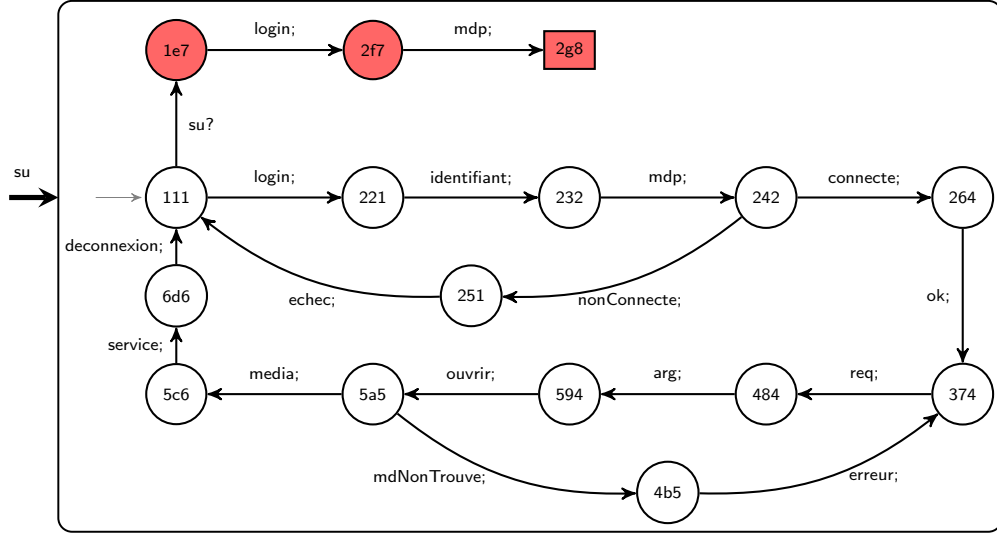 login;
mdp;
1e7
2f7
2g8
su?
su
login;
identifiant;
mdp;
connecte;
111
221
232
242
264
deconnexion;
6d6
251
echec;
nonConnecte;
ok;
service;
media;
ouvrir;
arg;
req;
5c6
5a5
594
484
374
mdNonTrouve;
erreur;
4b5